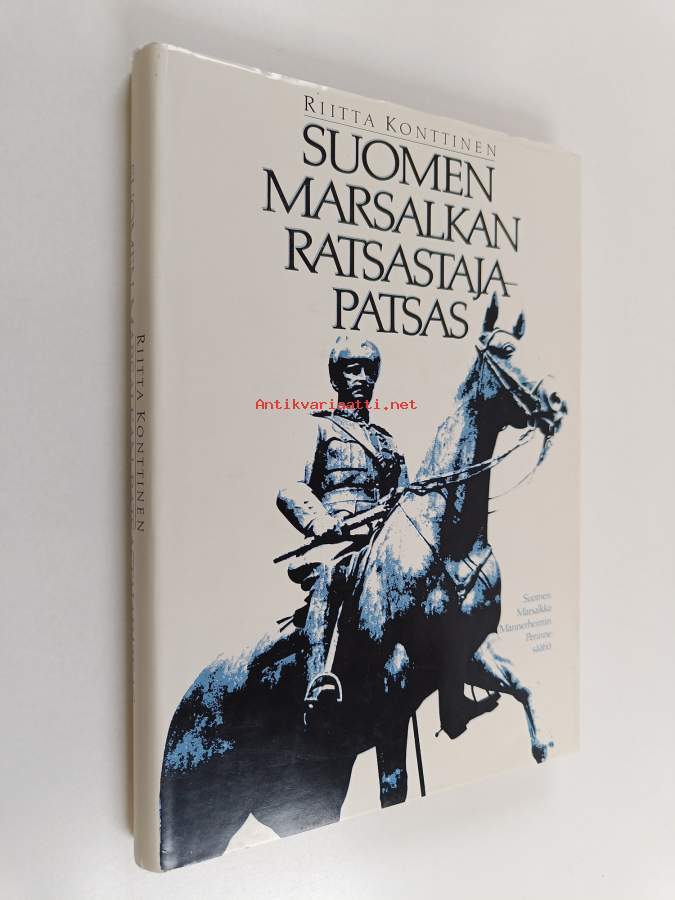 RIITTA KONTTINEN
SUOMEN
MARSALKAN
RATSASTAJA-
PATSAS
Antikvariaatti.net
Suomen
Marsalkka
Mannerheimin
Perinne
säätiö
RIITTA KONTTINEN